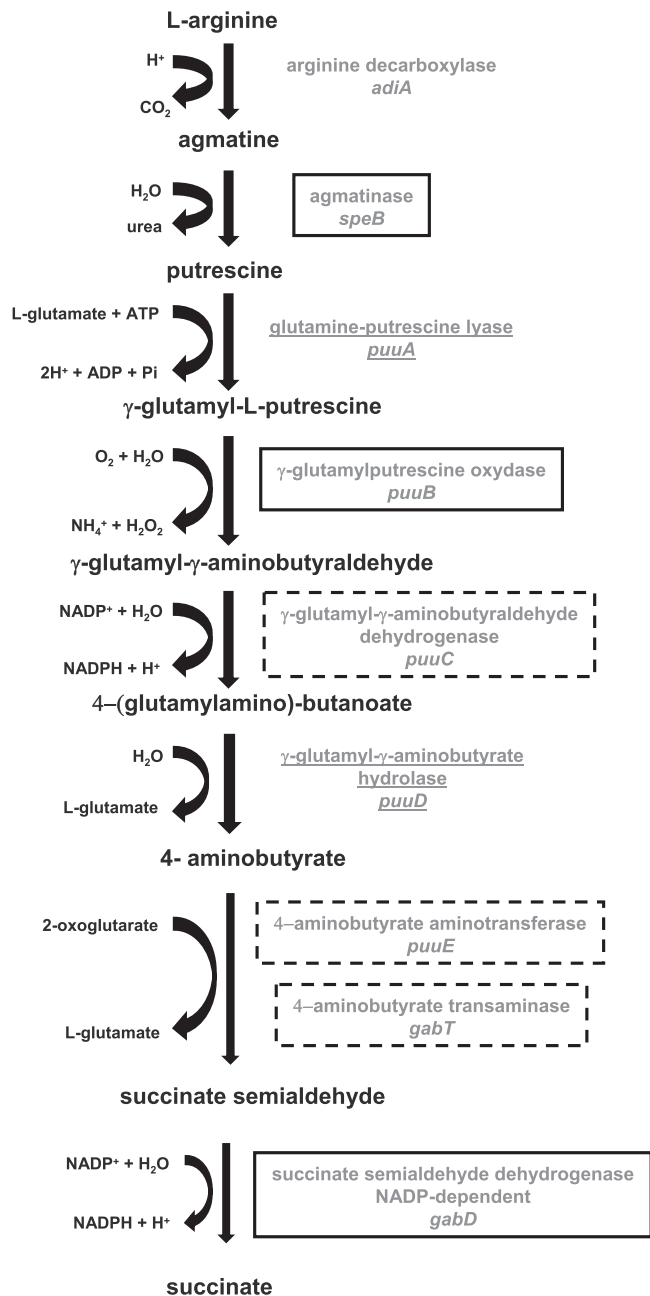 L-arginine
H⁺
arginine decarboxylase
adiA
CO₂
agmatine
H₂O
agmatinase
speB
urea
putrescine
L-glutamate + ATP
glutamine-putrescine lyase
puuA
2H⁺ + ADP + Pi
γ-glutamyl-L-putrescine
O₂ + H₂O
γ-glutamylputrescine oxydase
puuB
NH₄⁺ + H₂O₂
γ-glutamyl-γ-aminobutyraldehyde
NADP⁺ + H₂O
γ-glutamyl-γ-aminobutyraldehyde
dehydrogenase
puuC
NADPH + H⁺
4–(glutamylamino)-butanoate
H₂O
γ-glutamyl-γ-aminobutyrate
hydrolase
puuD
L-glutamate
4- aminobutyrate
2-oxoglutarate
4–aminobutyrate aminotransferase
puuE
4–aminobutyrate transaminase
gabT
L-glutamate
succinate semialdehyde
NADP⁺ + H₂O
succinate semialdehyde dehydrogenase
NADP-dependent
gabD
NADPH + H⁺
succinate